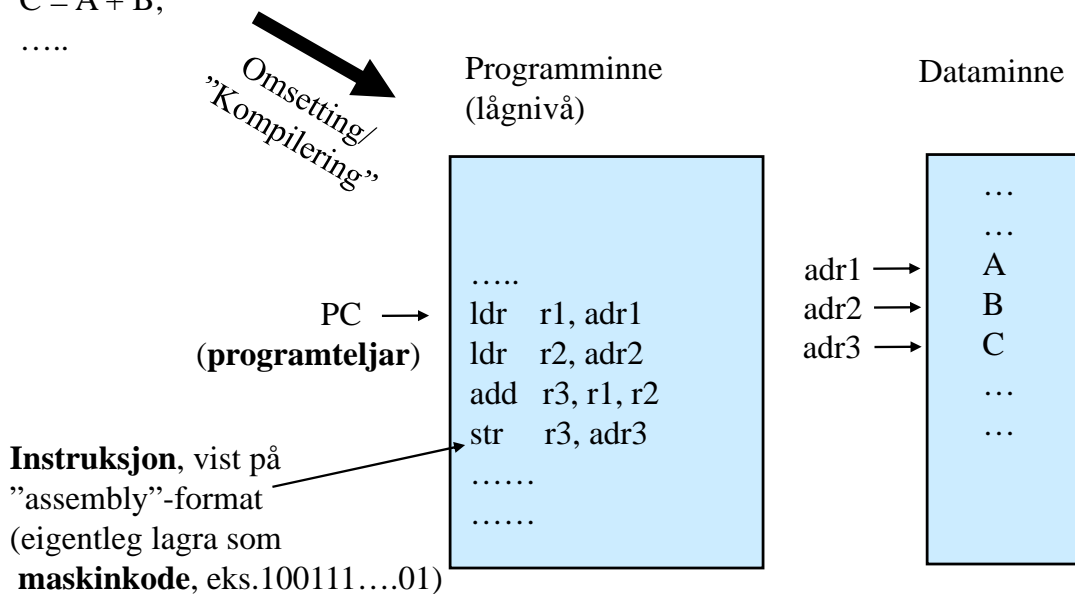 C = A + B;
…..
Omsetting/
”Kompilering”
Programminne
(lågnivå)
Dataminne
…..
PC
ldr r1, adr1
(programteljar)
ldr r2, adr2
add r3, r1, r2
str r3, adr3
……
……
…
…
adr1
A
adr2
B
adr3
C
…
…
Instruksjon, vist på
”assembly”-format
(eigentleg lagra som
maskinkode, eks.100111….01)